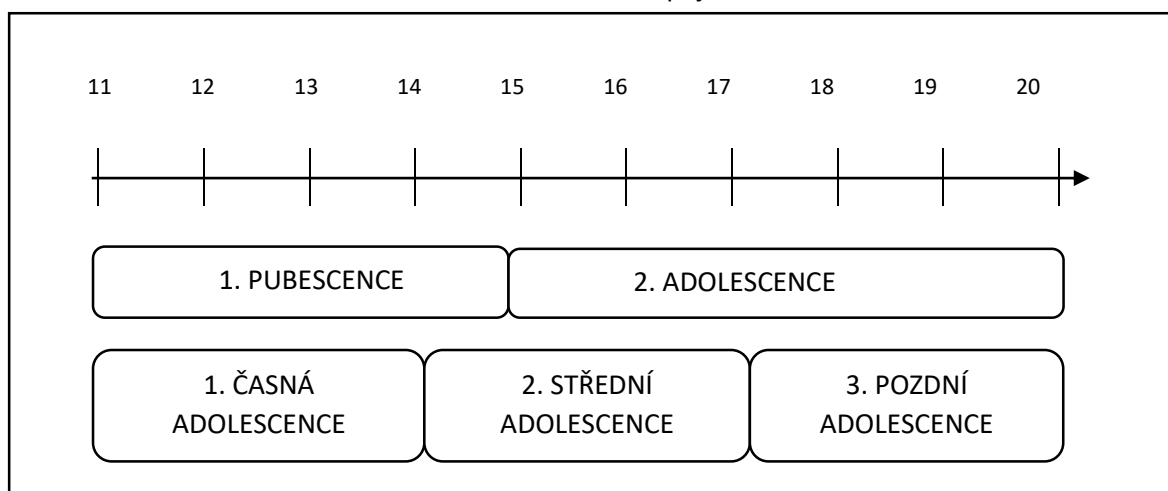 11 12 13 14 15 16 17 18 19 20
1. PUBESCENCE 2. ADOLESCENCE
1. ČASNÁ
ADOLESCENCE
2. STŘEDNÍ
ADOLESCENCE
3. POZDNÍ
ADOLESCENCE